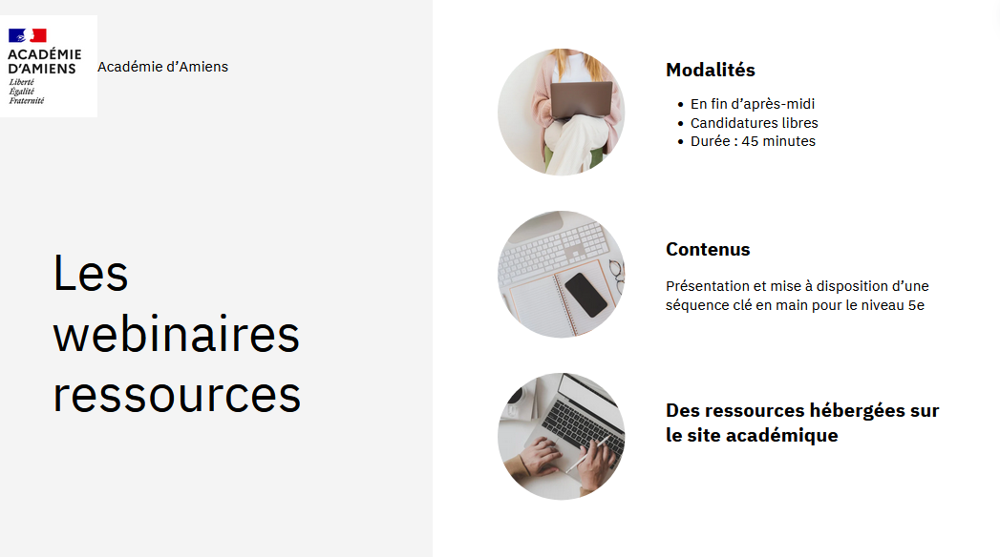 ACADÉMIE
D'AMIENS
Liberté
Égalité
Fraternité
Académie d'Amiens
Les
webinaires
ressources
Modalités
• En fin d'après-midi
• Candidatures libres
• Durée : 45 minutes
Contenus
Présentation et mise à disposition d'une
séquence clé en main pour le niveau 5e
Des ressources hébergées sur
le site académique